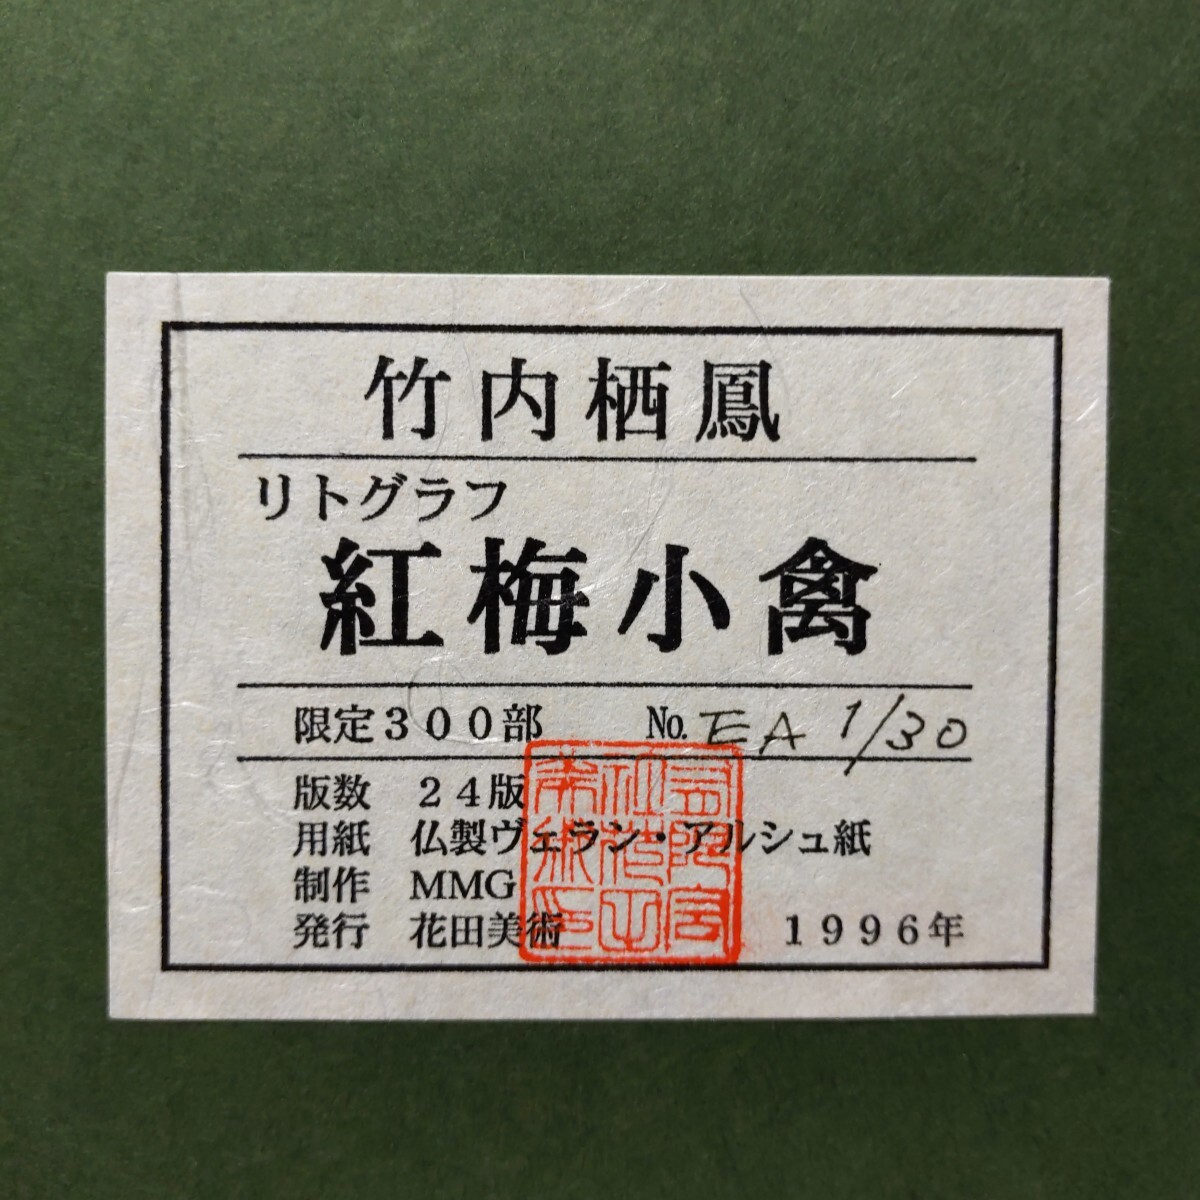 竹内栖鳳
リトグラフ
紅梅小禽
限定300部 № EA 1/30
版数 24版
用紙 仏製ヴェラン・アルシュ紙
制作 MMG
発行 花田美術 1996年